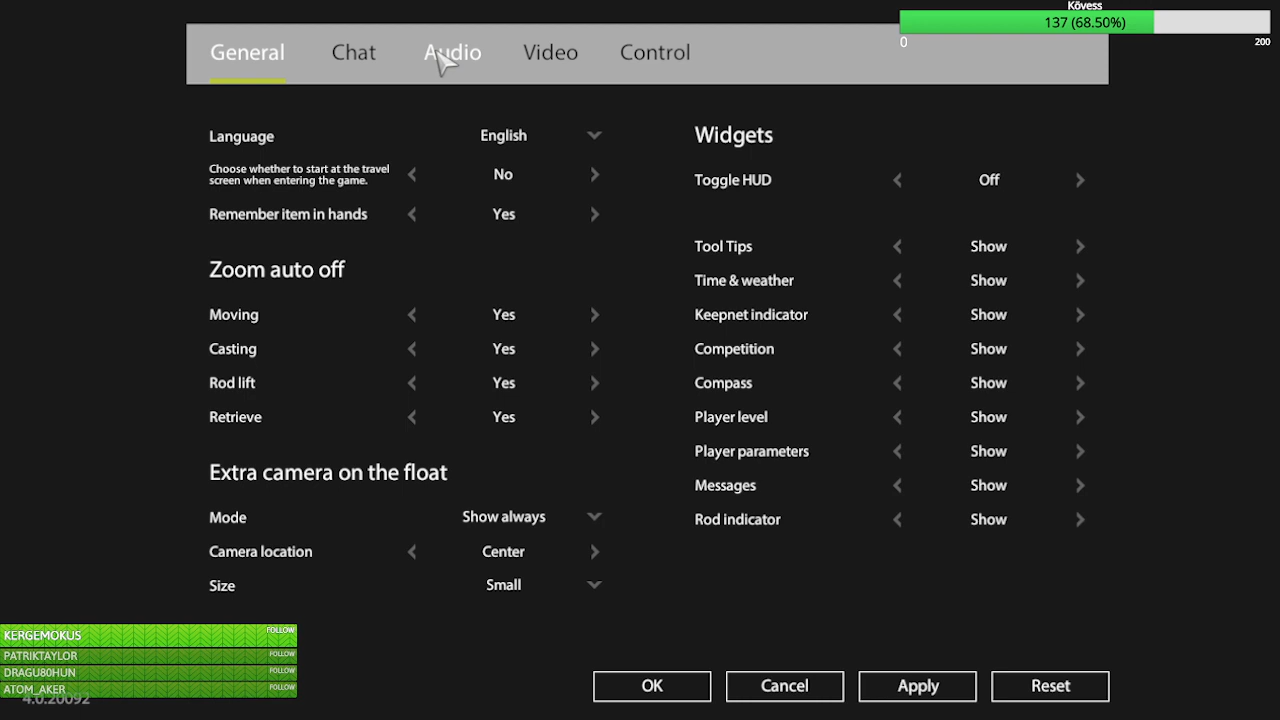 Kövess
137 (68.50%)
0
200
General
Chat
Audio
Video
Control
Language
English
Choose whether to start at the travel
screen when entering the game.
No
Remember item in hands
Yes
Zoom auto off
Moving
Yes
Casting
Yes
Rod lift
Yes
Retrieve
Yes
Extra camera on the float
Mode
Show always
Camera location
Center
Size
Small
Widgets
Toggle HUD
Off
Tool Tips
Show
Time & weather
Show
Keepnet indicator
Show
Competition
Show
Compass
Show
Player level
Show
Player parameters
Show
Messages
Show
Rod indicator
Show
KERGEMOKUS
FOLLOW
PATRIKTAYLOR
FOLLOW
DRAGU80HUN
FOLLOW
ATOM_AKER
FOLLOW
4.0.20092
OK
Cancel
Apply
Reset